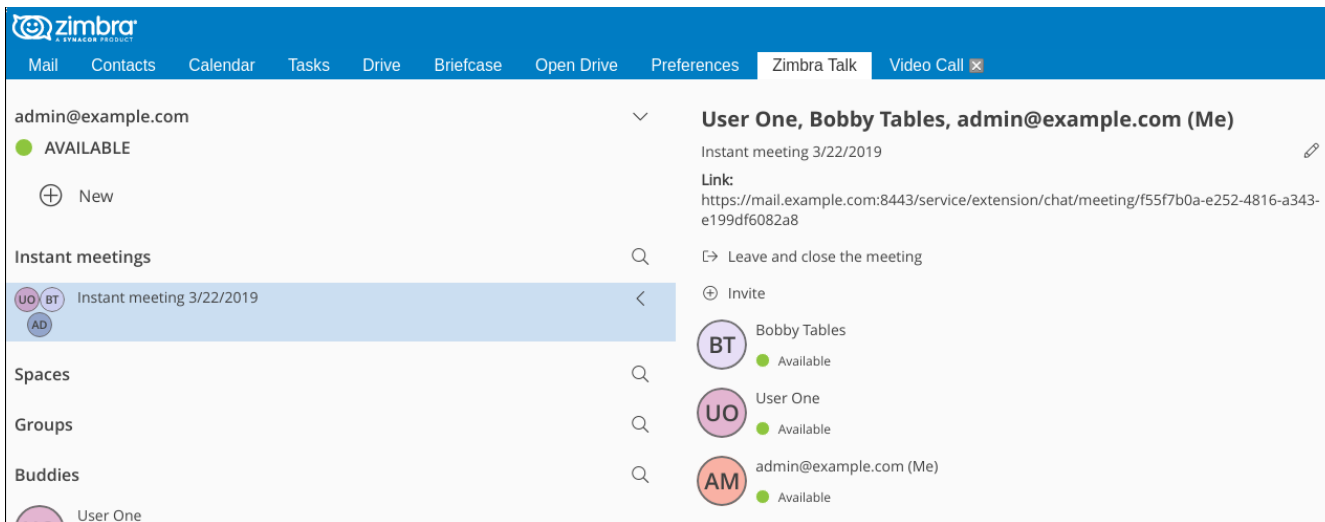 zimbra
A SYNACOR PRODUCT
Mail Contacts Calendar Tasks Drive Briefcase Open Drive Preferences Zimbra Talk Video Call
admin@example.com
AVAILABLE
New
Instant meetings
UO BT AD
Instant meeting 3/22/2019
Spaces
Groups
Buddies
User One
User One, Bobby Tables, admin@example.com (Me)
Instant meeting 3/22/2019
Link:
https://mail.example.com:8443/service/extension/chat/meeting/f55f7b0a-e252-4816-a343-
e199df6082a8
Leave and close the meeting
Invite
BT
Bobby Tables
Available
UO
User One
Available
AM
admin@example.com (Me)
Available